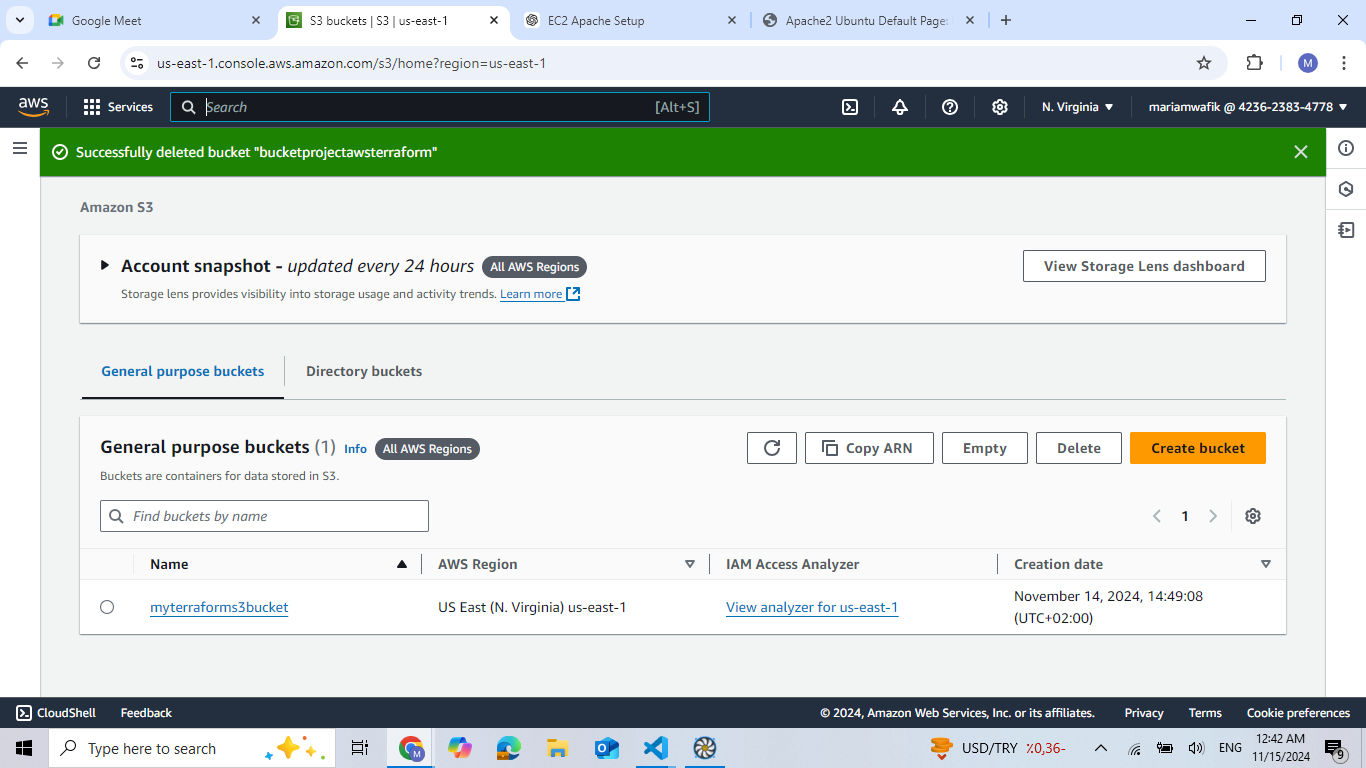 Google Meet
S3 buckets | S3 | us-east-1
EC2 Apache Setup
Apache2 Ubuntu Default Page:
us-east-1.console.aws.amazon.com/s3/home?region=us-east-1
M
aws
Services
Search
[Alt+S]
N. Virginia
mariamwafik @ 4236-2383-4778
Successfully deleted bucket "bucketprojectawsterraform"
Amazon S3
Account snapshot - updated every 24 hours
All AWS Regions
View Storage Lens dashboard
Storage lens provides visibility into storage usage and activity trends. Learn more
General purpose buckets
Directory buckets
General purpose buckets (1)
Info
All AWS Regions
Copy ARN
Empty
Delete
Create bucket
Buckets are containers for data stored in S3.
Find buckets by name
1
Name
AWS Region
IAM Access Analyzer
Creation date
myterraforms3bucket
US East (N. Virginia) us-east-1
View analyzer for us-east-1
November 14, 2024, 14:49:08
(UTC+02:00)
CloudShell
Feedback
© 2024, Amazon Web Services, Inc. or its affiliates.
Privacy
Terms
Cookie preferences
Type here to search
M
USD/TRY
٪0,36-
ENG
12:42 AM
11/15/2024
9